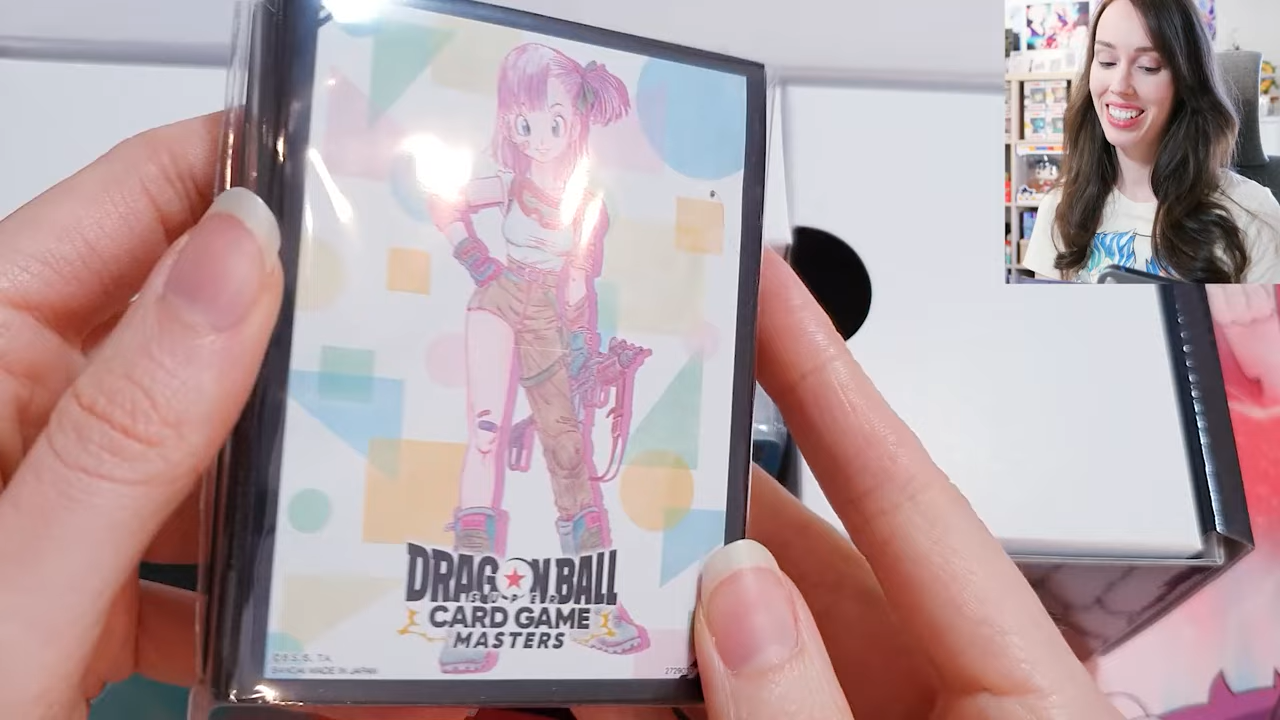 DRAGON BALL
SUPER
CARD GAME
MASTERS
BANDAI MADE IN JAPAN